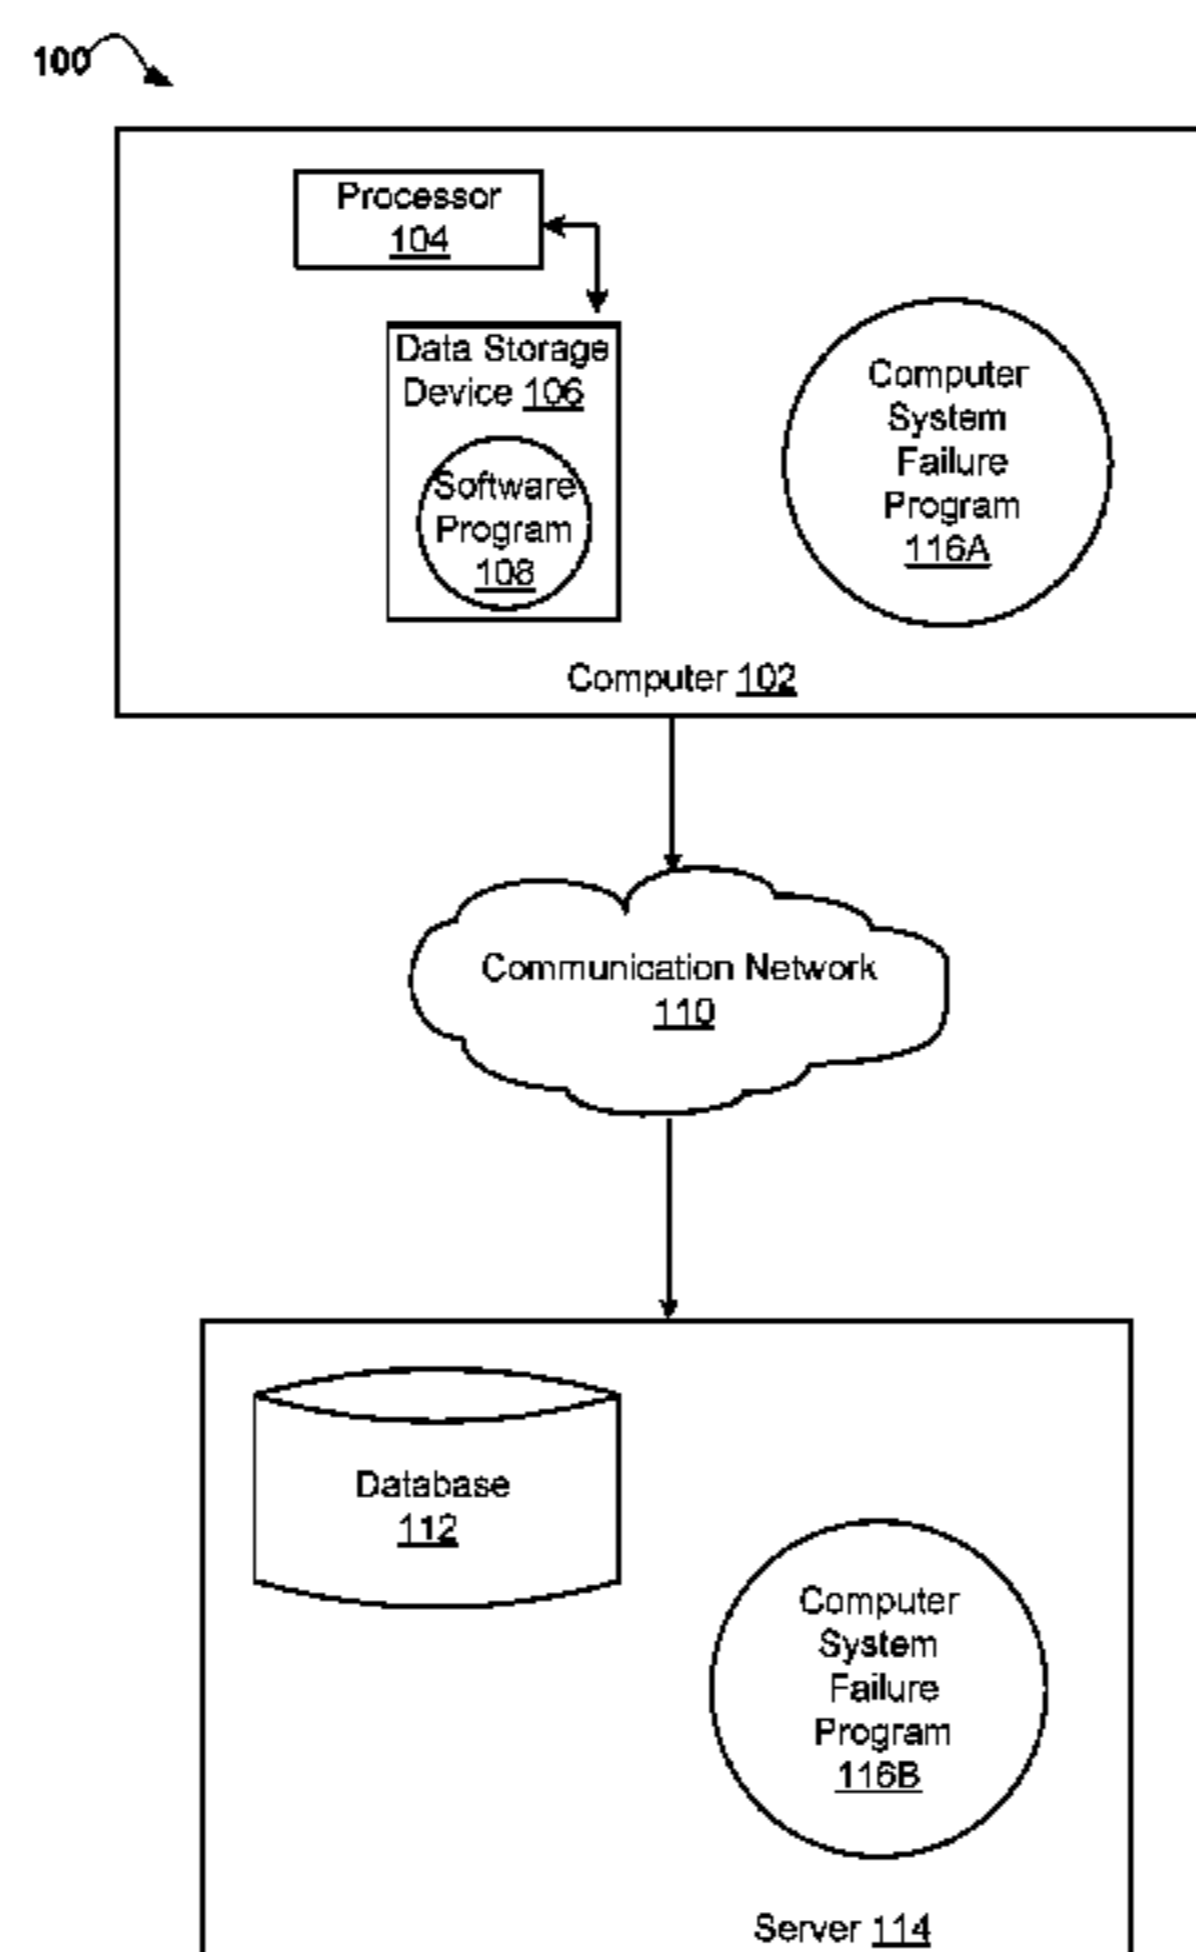 100
Processor
104
Data Storage
Device 106
Software
Program
108
Computer
System
Failure
Program
116A
Computer 102
Communication Network
110
Database
112
Computer
System
Failure
Program
116B
Server 114